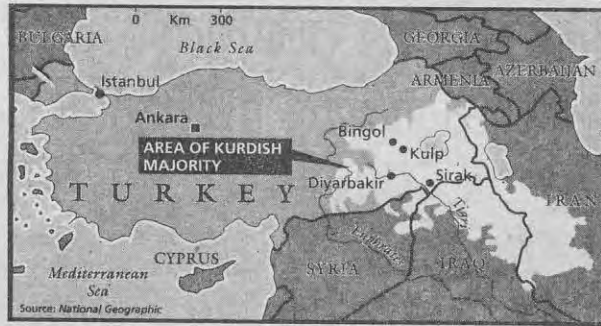 0 Km 300
BULGARIA
Black Sea
GEORGIA
ARMENIA
AZERBAIJAN
Istanbul
Ankara
AREA OF KURDISH
MAJORITY
Bingol
Kulp
Diyarbakir
Sirak
TURKEY
Tigris
IRAN
CYPRUS
Euphrates
SYRIA
IRAQ
Mediterranean
Sea
Source: National Geographic